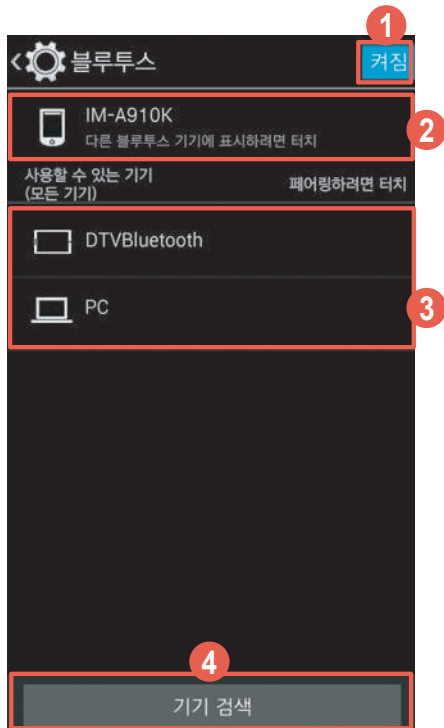 1
블루투스
켜짐
IM-A910K
다른 블루투스 기기에 표시하려면 터치
2
사용할 수 있는 기기
(모든 기기)
페어링하려면 터치
DTVBluetooth
PC
3
4
기기 검색